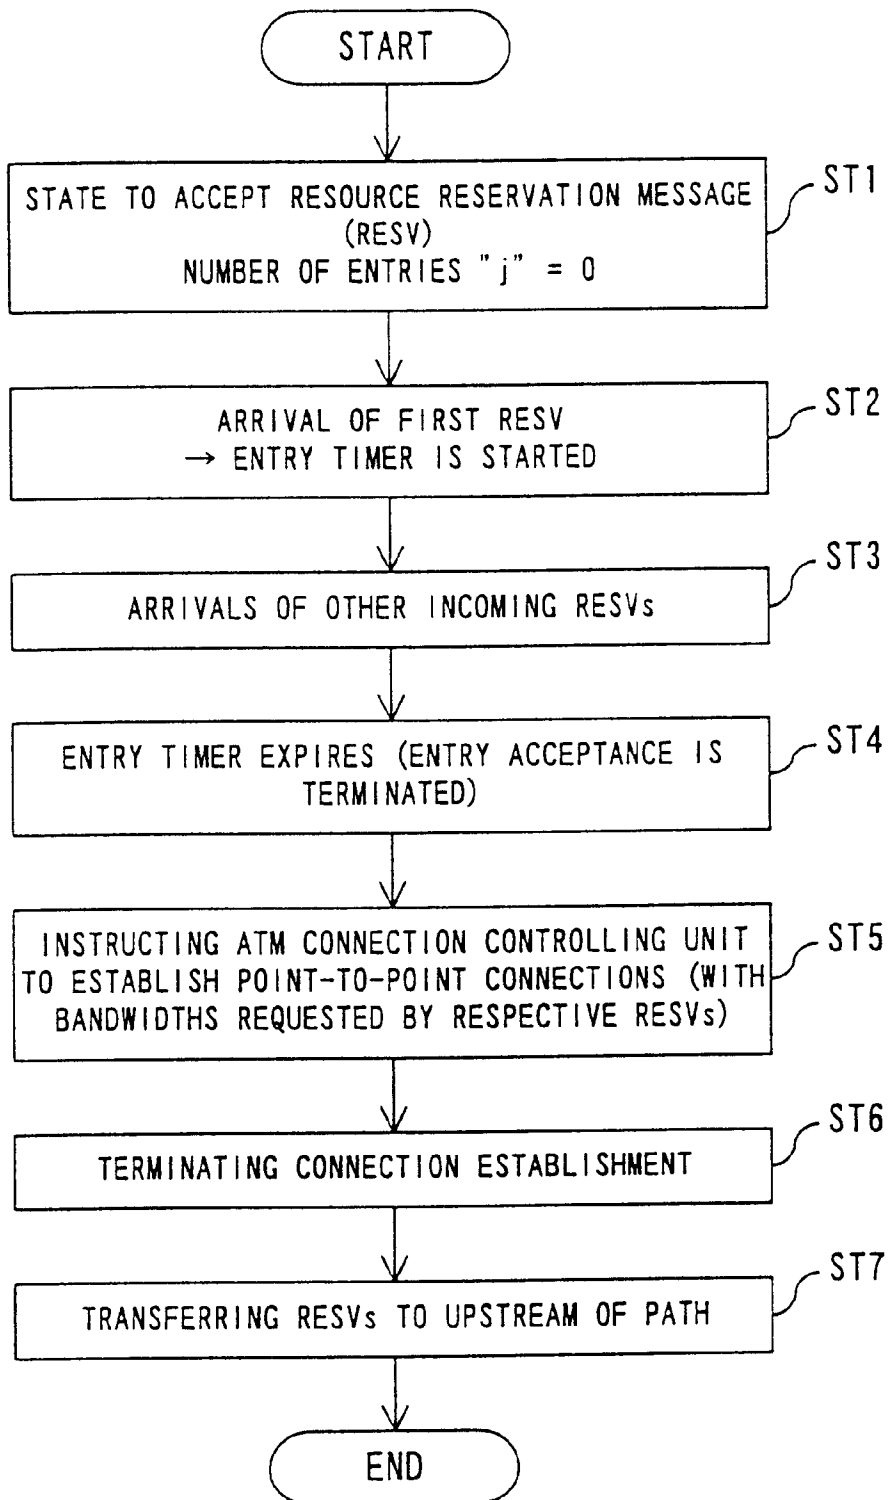 START
ST1
STATE TO ACCEPT RESOURCE RESERVATION MESSAGE
(RESV)
NUMBER OF ENTRIES "j" = 0
ST2
ARRIVAL OF FIRST RESV
→ ENTRY TIMER IS STARTED
ST3
ARRIVALS OF OTHER INCOMING RESVs
ST4
ENTRY TIMER EXPIRES (ENTRY ACCEPTANCE IS
TERMINATED)
ST5
INSTRUCTING ATM CONNECTION CONTROLLING UNIT
TO ESTABLISH POINT-TO-POINT CONNECTIONS (WITH
BANDWIDTHS REQUESTED BY RESPECTIVE RESVs)
ST6
TERMINATING CONNECTION ESTABLISHMENT
ST7
TRANSFERRING RESVs TO UPSTREAM OF PATH
END